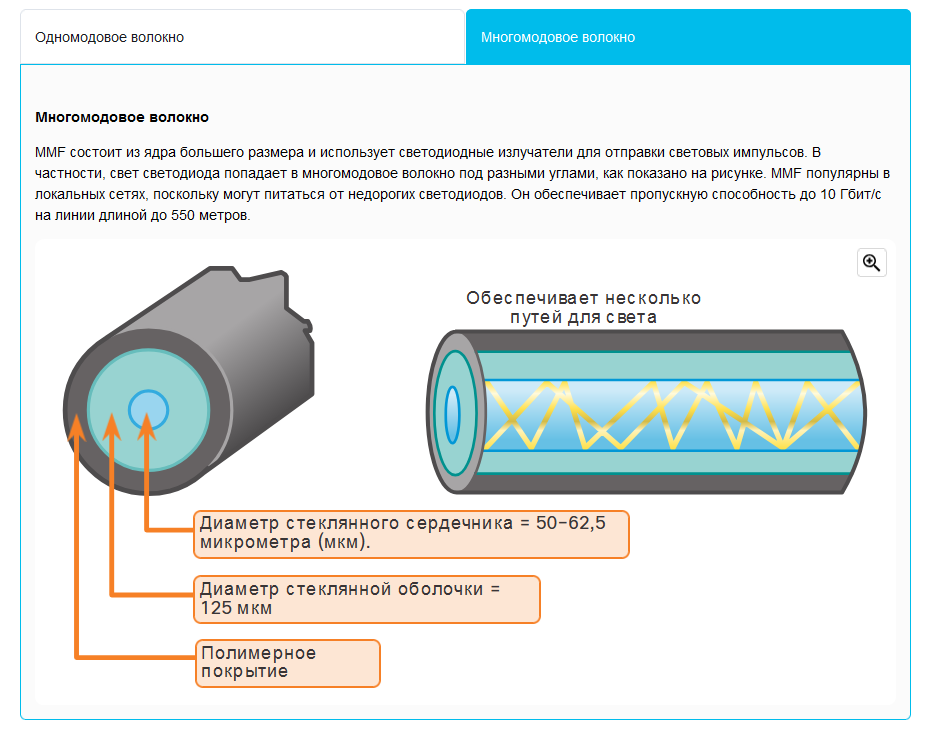 Одномодовое волокно
Многомодовое волокно
Многомодовое волокно
MMF состоит из ядра большего размера и использует светодиодные излучатели для отправки световых импульсов. В
частности, свет светодиода попадает в многомодовое волокно под разными углами, как показано на рисунке. MMF популярны в
локальных сетях, поскольку могут питаться от недорогих светодиодов. Он обеспечивает пропускную способность до 10 Гбит/с
на линии длиной до 550 метров.
Обеспечивает несколько
путей для света
Диаметр стеклянного сердечника = 50–62,5
микрометра (мкм).
Диаметр стеклянной оболочки =
125 мкм
Полимерное
покрытие